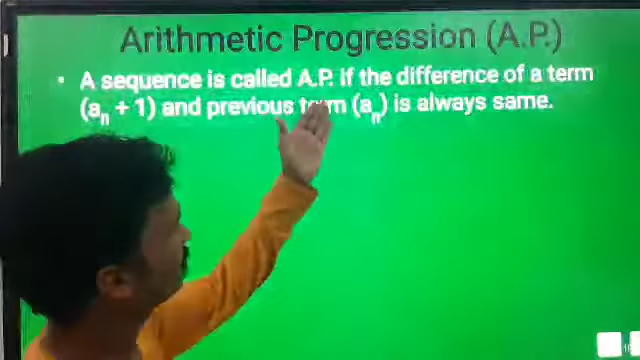 Arithmetic Progression (A.P.)
• A sequence is called A.P. if the difference of a term
(aₙ + 1) and previous term (aₙ) is always same.